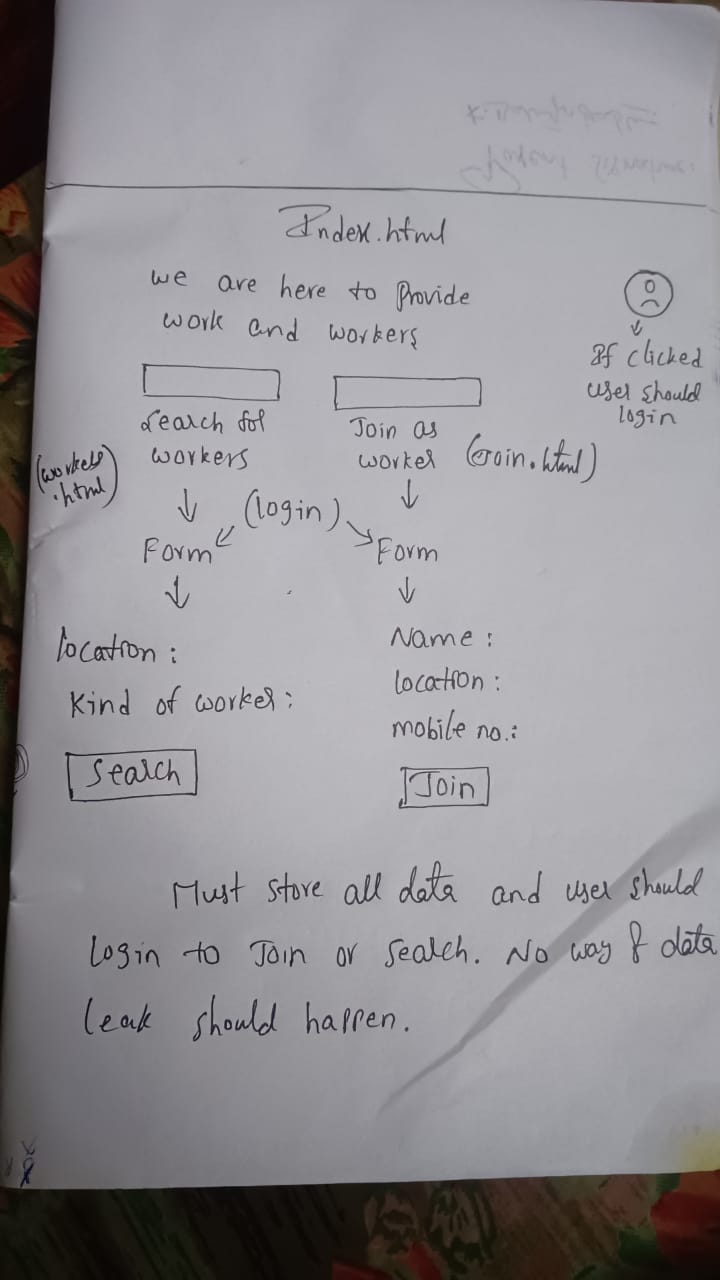 Index.html
we are here to Provide
work and workers
If clicked
user should
login
Search for
workers
(workers
.html)
Join as
worker
(Join.html)
(login)
Form
Form
location :
Kind of worker :
Search
Name :
location :
mobile no. :
Join
Must store all data and user should
Login to Join or Search. No way of data
leak should happen.